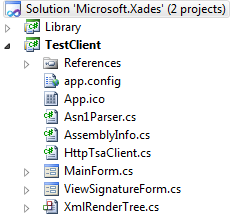 Solution 'Microsoft.Xades' (2 projects)
Library
TestClient
References
app.config
App.ico
Asn1Parser.cs
AssemblyInfo.cs
HttpTsaClient.cs
MainForm.cs
ViewSignatureForm.cs
XmlRenderTree.cs